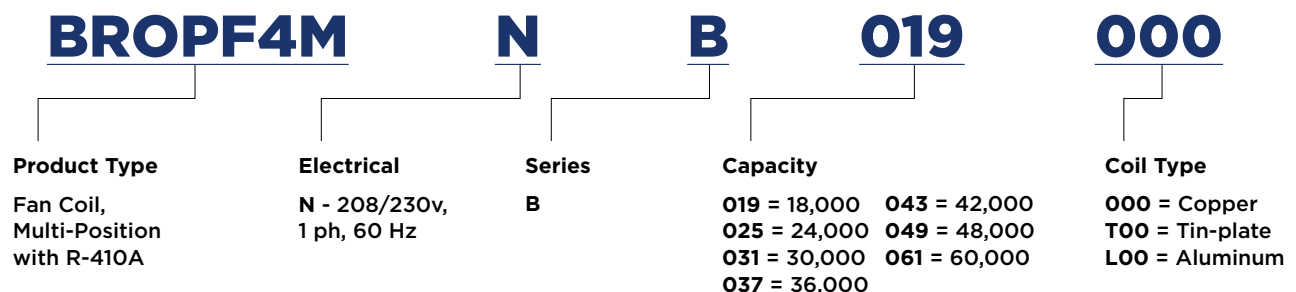 BROPF4M N B 019 000
Product Type
Fan Coil,
Multi-Position
with R-410A
Electrical
N - 208/230v,
1 ph, 60 Hz
Series
B
Capacity
019 = 18,000 043 = 42,000
025 = 24,000 049 = 48,000
031 = 30,000 061 = 60,000
037 = 36,000
Coil Type
000 = Copper
T00 = Tin-plate
L00 = Aluminum